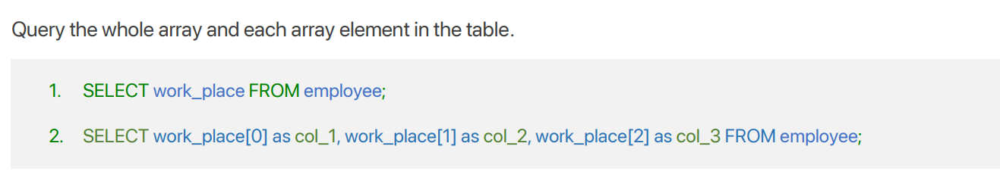 Query the whole array and each array element in the table.
1. SELECT work_place FROM employee;
2. SELECT work_place[0] as col_1, work_place[1] as col_2, work_place[2] as col_3 FROM employee;